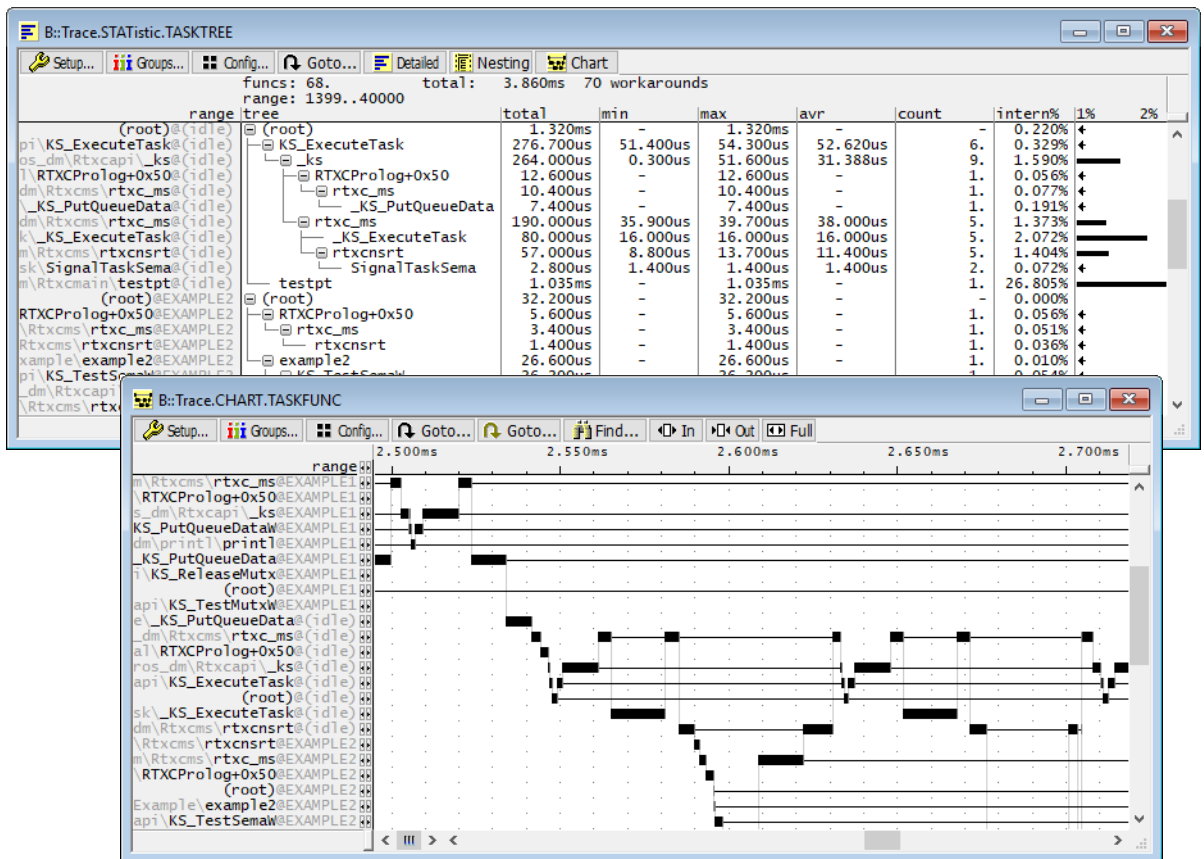 B::Trace.STATistic.TASKTREE
Setup... Groups... Config... Goto... Detailed Nesting Chart
funcs: 68. total: 3.860ms 70 workarounds
range: 1399..40000
range tree total min max avr count intern% 1% 2%
(root)@(idle) (root) 1.320ms - 1.320ms - - 0.220%
pi\KS_ExecuteTask@(idle) KS_ExecuteTask 276.700us 51.400us 54.300us 52.620us 6. 0.329%
os_dm\Rtxcapi\_ks@(idle) _ks 264.000us 0.300us 51.600us 31.388us 9. 1.590%
l\RTXCProlog+0x50@(idle) RTXCProlog+0x50 12.600us - 12.600us - 1. 0.056%
dm\Rtxcms\rtxc_ms@(idle) rtxc_ms 10.400us - 10.400us - 1. 0.077%
\_KS_PutQueueData@(idle) _KS_PutQueueData 7.400us - 7.400us - 1. 0.191%
dm\Rtxcms\rtxc_ms@(idle) rtxc_ms 190.000us 35.900us 39.700us 38.000us 5. 1.373%
k\_KS_ExecuteTask@(idle) _KS_ExecuteTask 80.000us 16.000us 16.000us 16.000us 5. 2.072%
m\Rtxcms\rtxcnsrt@(idle) rtxcnsrt 57.000us 8.800us 13.700us 11.400us 5. 1.404%
sk\SignalTaskSema@(idle) SignalTaskSema 2.800us 1.400us 1.400us 1.400us 2. 0.072%
m\Rtxcmain\testpt@(idle) testpt 1.035ms - 1.035ms - 1. 26.805%
(root)@EXAMPLE2 (root) 32.200us - 32.200us - - 0.000%
RTXCProlog+0x50@EXAMPLE2 RTXCProlog+0x50 5.600us - 5.600us - 1. 0.056%
\Rtxcms\rtxc_ms@EXAMPLE2 rtxc_ms 3.400us - 3.400us - 1. 0.051%
Rtxcms\rtxcnsrt@EXAMPLE2 rtxcnsrt 1.400us - 1.400us - 1. 0.036%
xample\example2@EXAMPLE2 example2 26.600us - 26.600us - 1. 0.010%
_dm\Rtxcapi
\Rtxcms\rtx
B::Trace.CHART.TASKFUNC
Setup... Groups... Config... Goto... Goto... Find... In Out Full
2.500ms 2.550ms 2.600ms 2.650ms 2.700ms
range
m\Rtxcms\rtxc_ms@EXAMPLE1
\RTXCProlog+0x50@EXAMPLE1
s_dm\Rtxcapi\_ks@EXAMPLE1
KS_PutQueueDataW@EXAMPLE1
dm\printl\printl@EXAMPLE1
_KS_PutQueueData@EXAMPLE1
i\KS_ReleaseMutx@EXAMPLE1
(root)@EXAMPLE1
api\KS_TestMutxW@EXAMPLE1
e\_KS_PutQueueData@(idle)
_dm\Rtxcms\rtxc_ms@(idle)
al\RTXCProlog+0x50@(idle)
ros_dm\Rtxcapi\_ks@(idle)
api\KS_ExecuteTask@(idle)
(root)@(idle)
sk\_KS_ExecuteTask@(idle)
dm\Rtxcms\rtxcnsrt@(idle)
\Rtxcms\rtxcnsrt@EXAMPLE2
m\Rtxcms\rtxc_ms@EXAMPLE2
\RTXCProlog+0x50@EXAMPLE2
(root)@EXAMPLE2
Example\example2@EXAMPLE2
api\KS_TestSemaW@EXAMPLE2